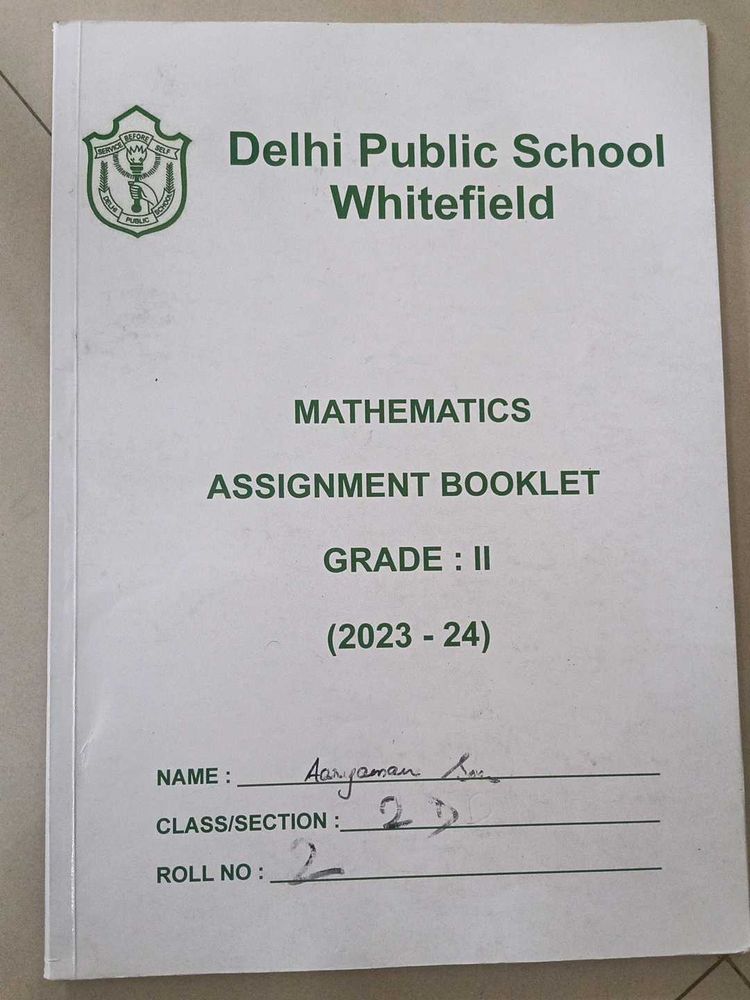 SERVICE BEFORE SELF
DELHI PUBLIC SCHOOL
Delhi Public School
Whitefield
MATHEMATICS
ASSIGNMENT BOOKLET
GRADE : II
(2023 - 24)
NAME : Aaryaman
CLASS/SECTION : 2 D
ROLL NO : 2